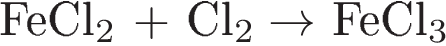 FeCl₂ + Cl₂ → FeCl₃